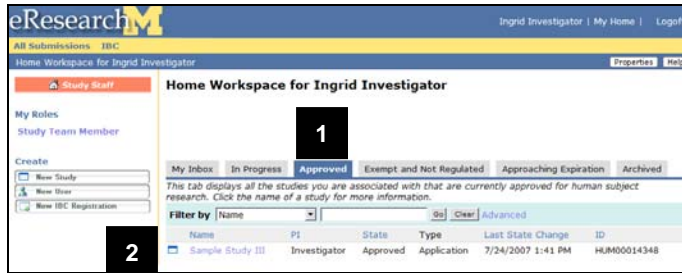 eResearch M
Ingrid Investigator | My Home | Logoff
All Submissions IBC
Home Workspace for Ingrid Investigator
Properties Help
Study Staff
Home Workspace for Ingrid Investigator
My Roles
Study Team Member
1
Create
New Study
New User
New IBC Registration
My Inbox In Progress Approved Exempt and Not Regulated Approaching Expiration Archived
This tab displays all the studies you are associated with that are currently approved for human subject
research. Click the name of a study for more information.
Filter by Name Go Clear Advanced
Name PI State Type Last State Change ID
2
Sample Study III Investigator Approved Application 7/24/2007 1:41 PM HUM00014348